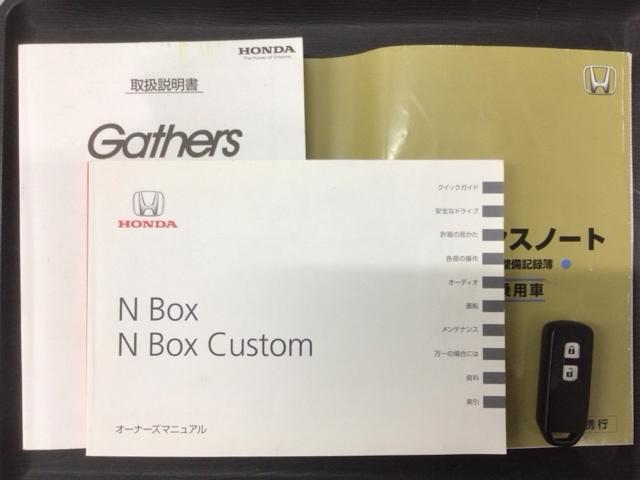 HONDA
The Power of Dreams
取扱説明書
Gathers
HONDA
N Box
N Box Custom
オーナーズマニュアル
クイックガイド
安全なドライブ
計器の見かた
各部の操作
オーディオ
運転
メンテナンス
万一の場合には
資料
索引
スノート
整備記録簿
乗用車
携行